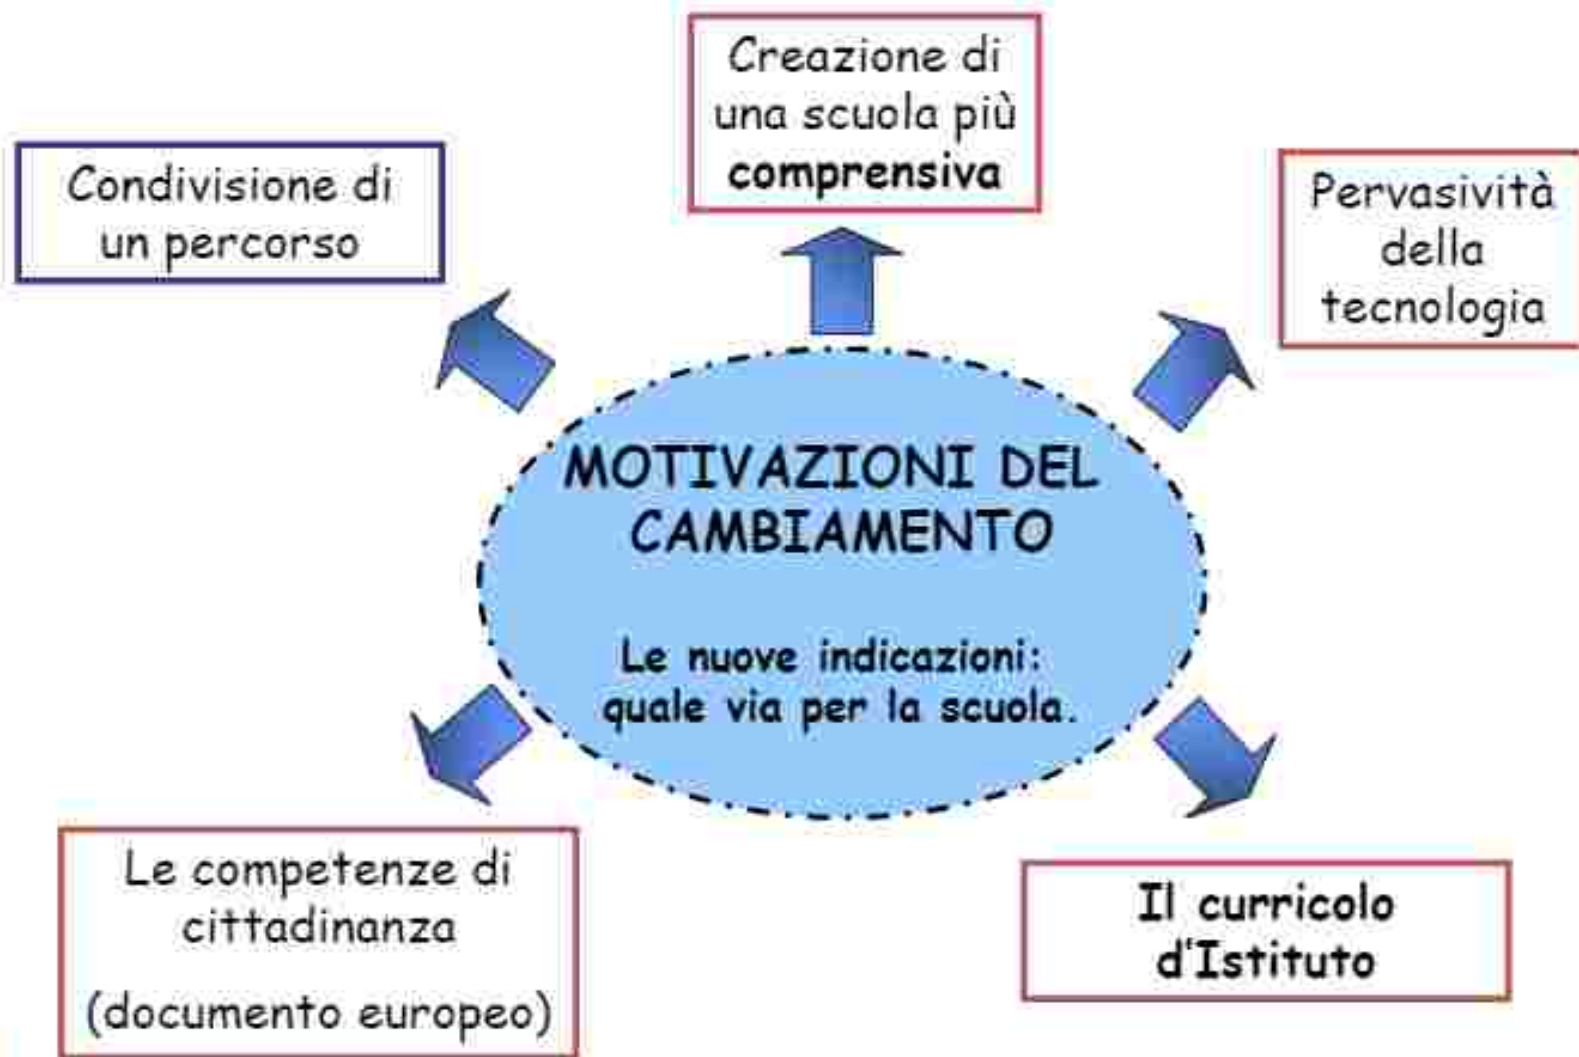 Creazione di
una scuola più
comprensiva
Condivisione di
un percorso
Pervasività
della
tecnologia
MOTIVAZIONI DEL
CAMBIAMENTO
Le nuove indicazioni:
quale via per la scuola.
Le competenze di
cittadinanza
(documento europeo)
Il curricolo
d'Istituto